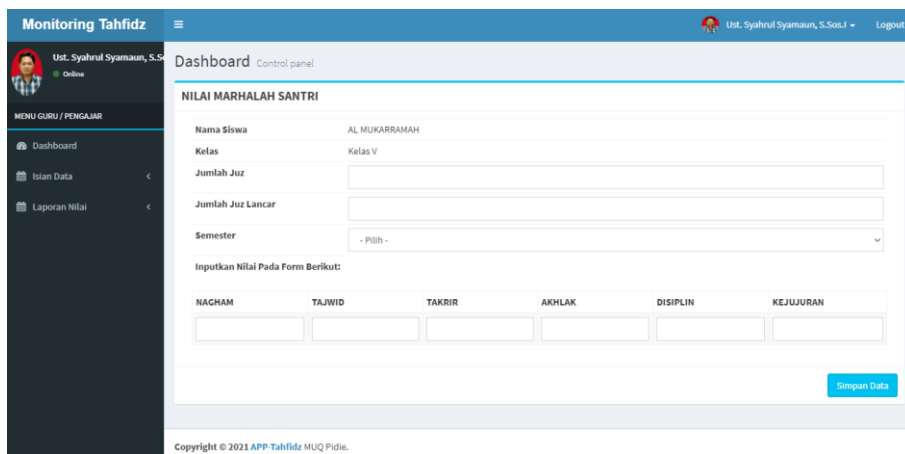 Monitoring Tahfidz
Ust. Syahrul Syamaun, S.Sos.I
Logout
Ust. Syahrul Syamaun, S.So
Online
Dashboard Control panel
NILAI MARHALAH SANTRI
MENU GURU / PENGAJAR
Dashboard
Isian Data
Laporan Nilai
Nama Siswa AL MUKARRAMAH
Kelas Kelas V
Jumlah Juz
Jumlah Juz Lancar
Semester - Pilih -
Inputkan Nilai Pada Form Berikut:
NAGHAM TAJWID TAKRIR AKHLAK DISIPLIN KEJUJURAN
Simpan Data
Copyright © 2021 APP-Tahfidz MUQ Pidie.